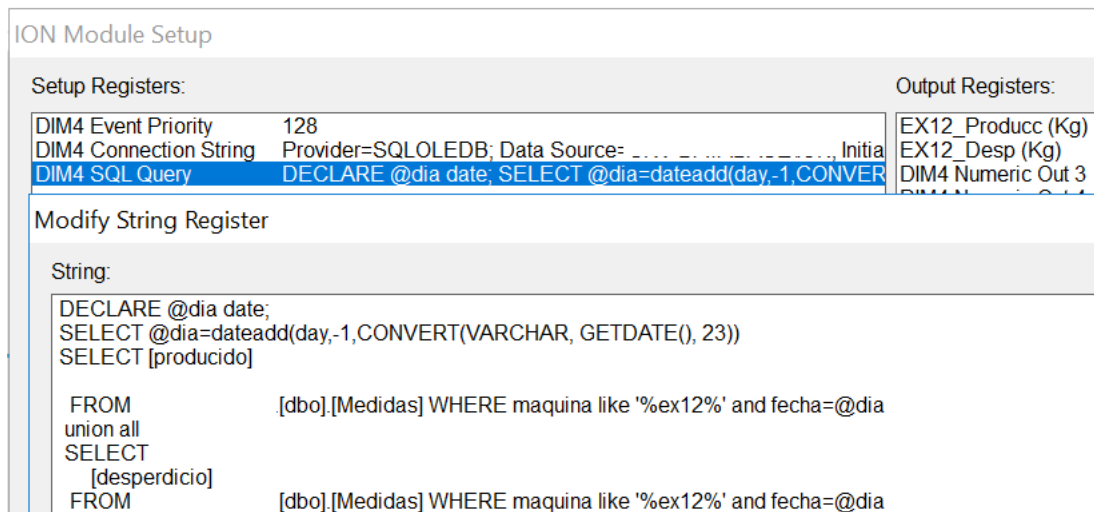 ION Module Setup
Setup Registers:
Output Registers:
DIM4 Event Priority 128
EX12_Producc (Kg)
DIM4 Connection String Provider=SQLOLEDB; Data Source= Initia
EX12_Desp (Kg)
DIM4 SQL Query DECLARE @dia date; SELECT @dia=dateadd(day,-1,CONVER
DIM4 Numeric Out 3
Modify String Register
String:
DECLARE @dia date;
SELECT @dia=dateadd(day,-1,CONVERT(VARCHAR, GETDATE(), 23))
SELECT [producido]
FROM .[dbo].[Medidas] WHERE maquina like '%ex12%' and fecha=@dia
union all
SELECT
[desperdicio]
FROM [dbo].[Medidas] WHERE maquina like '%ex12%' and fecha=@dia